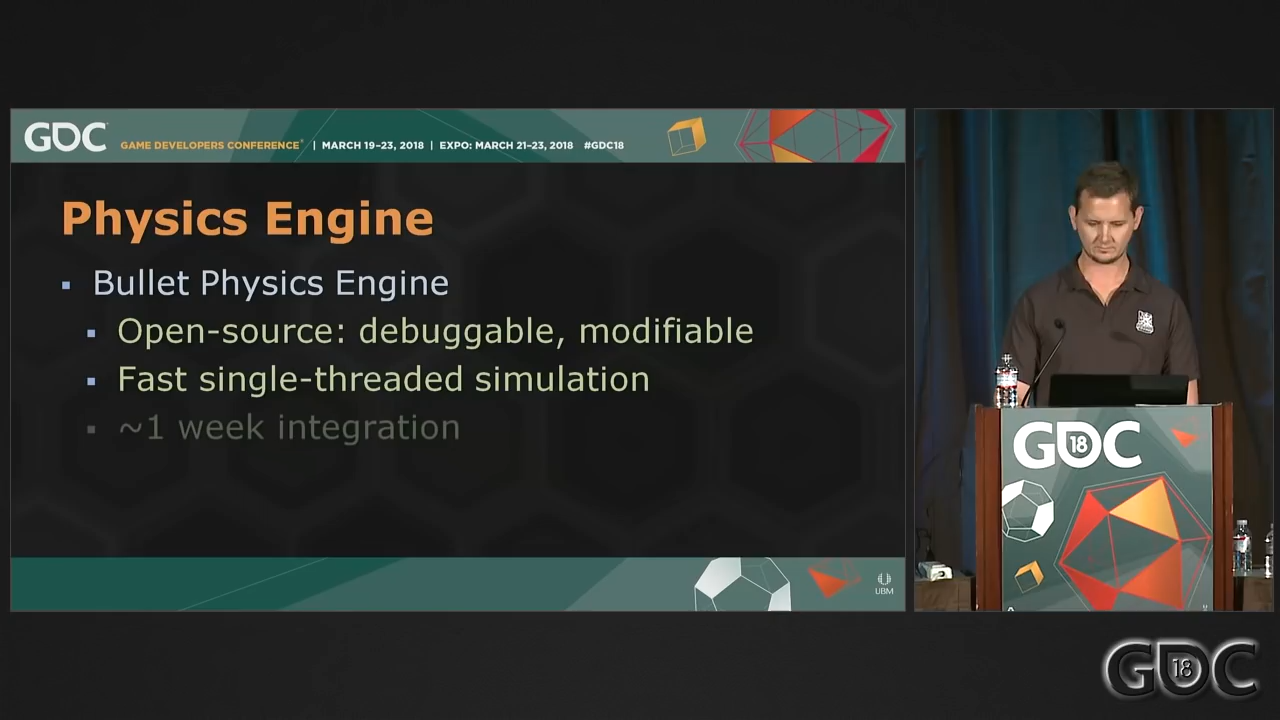 GDC GAME DEVELOPERS CONFERENCE® | MARCH 19–23, 2018 | EXPO: MARCH 21–23, 2018 #GDC18
Physics Engine
▪ Bullet Physics Engine
▪ Open-source: debuggable, modifiable
▪ Fast single-threaded simulation
▪ ~1 week integration
UBM
GDC 18
GDC 18